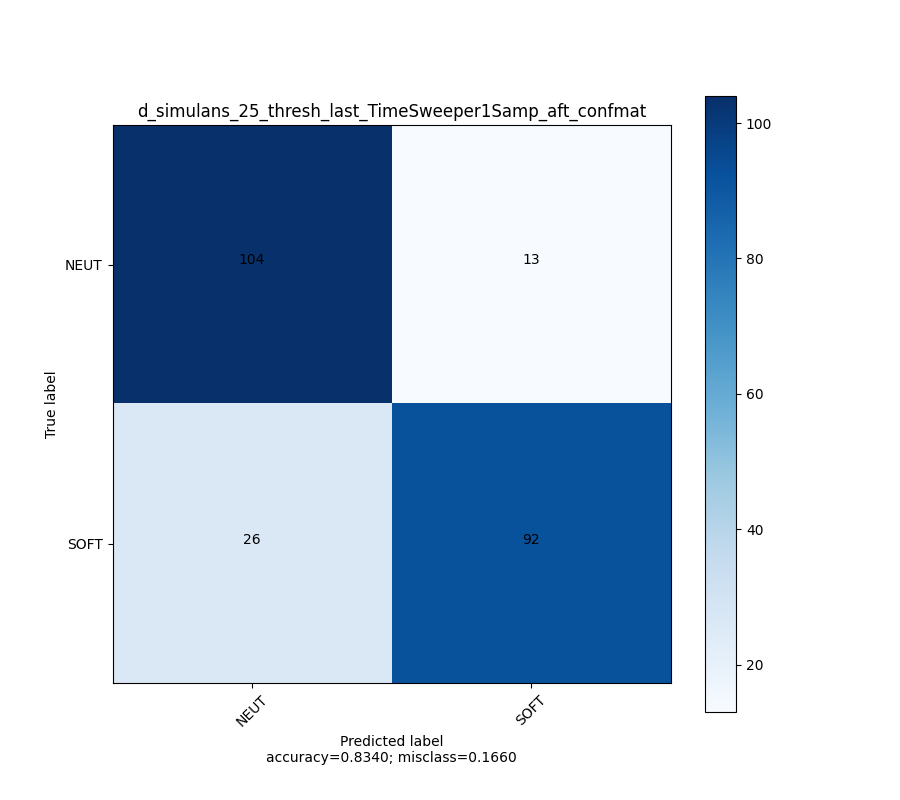 d_simulans_25_thresh_last_TimeSweeper1Samp_aft_confmat
NEUT
104
13
SOFT
26
92
True label
NEUT
SOFT
Predicted label
accuracy=0.8340; misclass=0.1660
100
80
60
40
20